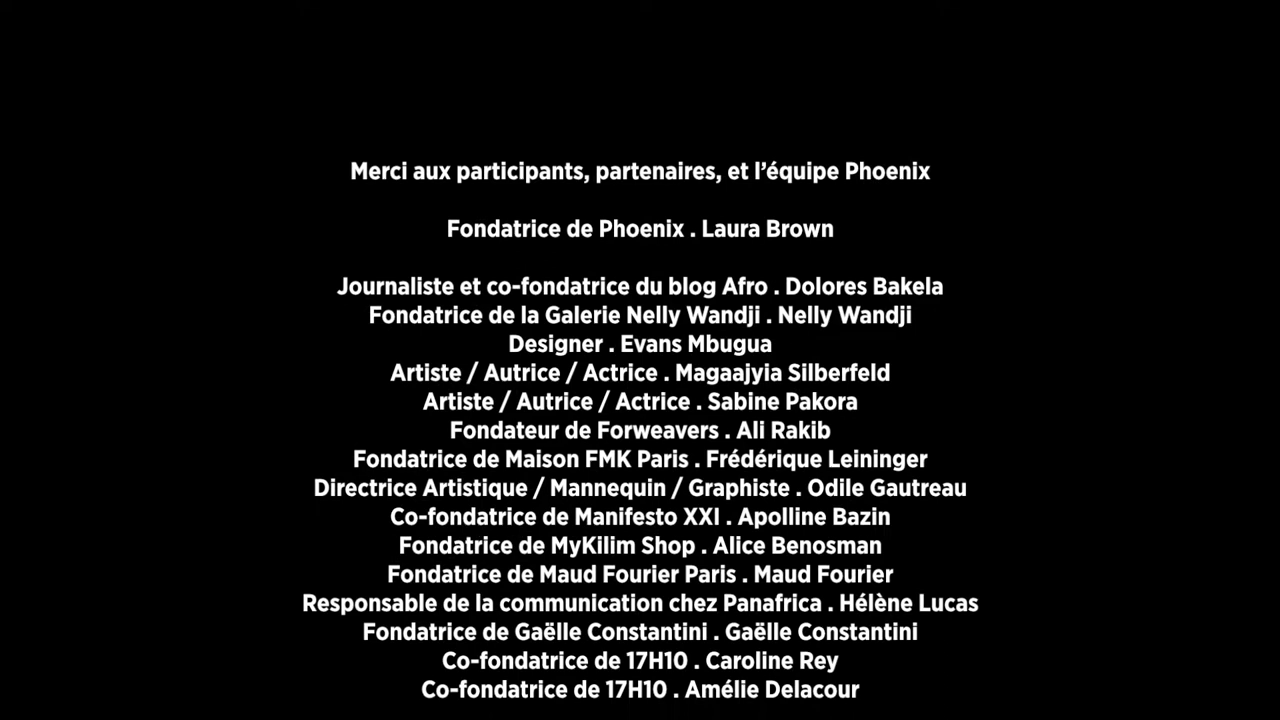 Merci aux participants, partenaires, et l’équipe Phoenix
Fondatrice de Phoenix . Laura Brown
Journaliste et co-fondatrice du blog Afro . Dolores Bakela
Fondatrice de la Galerie Nelly Wandji . Nelly Wandji
Designer . Evans Mbugua
Artiste / Autrice / Actrice . Magaajyia Silberfeld
Artiste / Autrice / Actrice . Sabine Pakora
Fondateur de Forweavers . Ali Rakib
Fondatrice de Maison FMK Paris . Frédérique Leininger
Directrice Artistique / Mannequin / Graphiste . Odile Gautreau
Co-fondatrice de Manifesto XXI . Apolline Bazin
Fondatrice de MyKilim Shop . Alice Benosman
Fondatrice de Maud Fourier Paris . Maud Fourier
Responsable de la communication chez Panafrica . Hélène Lucas
Fondatrice de Gaëlle Constantini . Gaëlle Constantini
Co-fondatrice de 17H10 . Caroline Rey
Co-fondatrice de 17H10 . Amélie Delacour